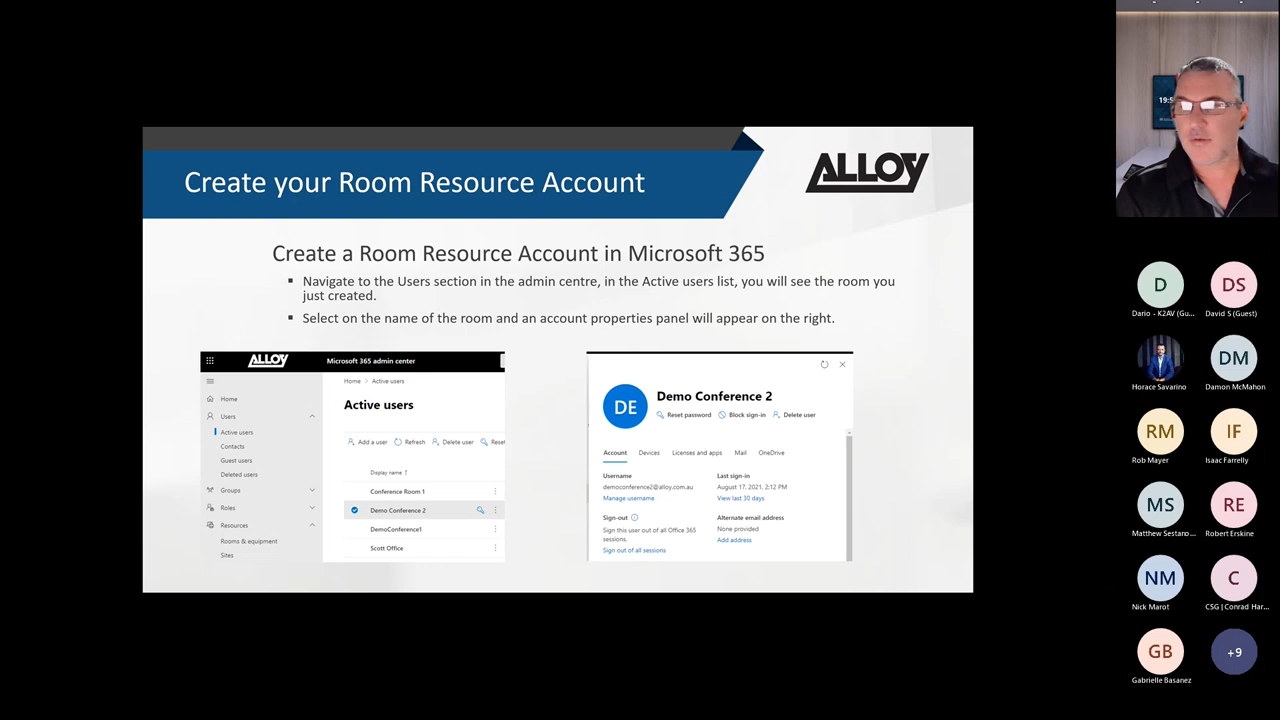 Create your Room Resource Account
ALLOY
Create a Room Resource Account in Microsoft 365
Navigate to the Users section in the admin centre, in the Active users list, you will see the room you
just created.
Select on the name of the room and an account properties panel will appear on the right.
ALLOY
Microsoft 365 admin center
Home
Users
Active users
Contacts
Guest users
Deleted users
Groups
Roles
Resources
Rooms & equipment
Sites
Home > Active users
Active users
Add a user Refresh Delete user Reset
Display name ↑
Conference Room 1
Demo Conference 2
DemoConference1
Scott Office
DE
Demo Conference 2
Reset password Block sign-in Delete user
Account Devices Licenses and apps Mail OneDrive
Username
democonference2@alloy.com.au
Manage username
Last sign-in
August 17, 2021, 2:12 PM
View last 30 days
Sign-out
Sign this user out of all Office 365
sessions.
Sign out of all sessions
Alternate email address
None provided
Add address
19:5
D
Dario - K2AV (Gu...
DS
David S (Guest)
Horace Savarino
DM
Damon McMahon
RM
Rob Mayer
IF
Isaac Farrelly
MS
Matthew Sestano...
RE
Robert Erskine
NM
Nick Marot
C
CSG | Conrad Har...
GB
Gabrielle Basanez
+9